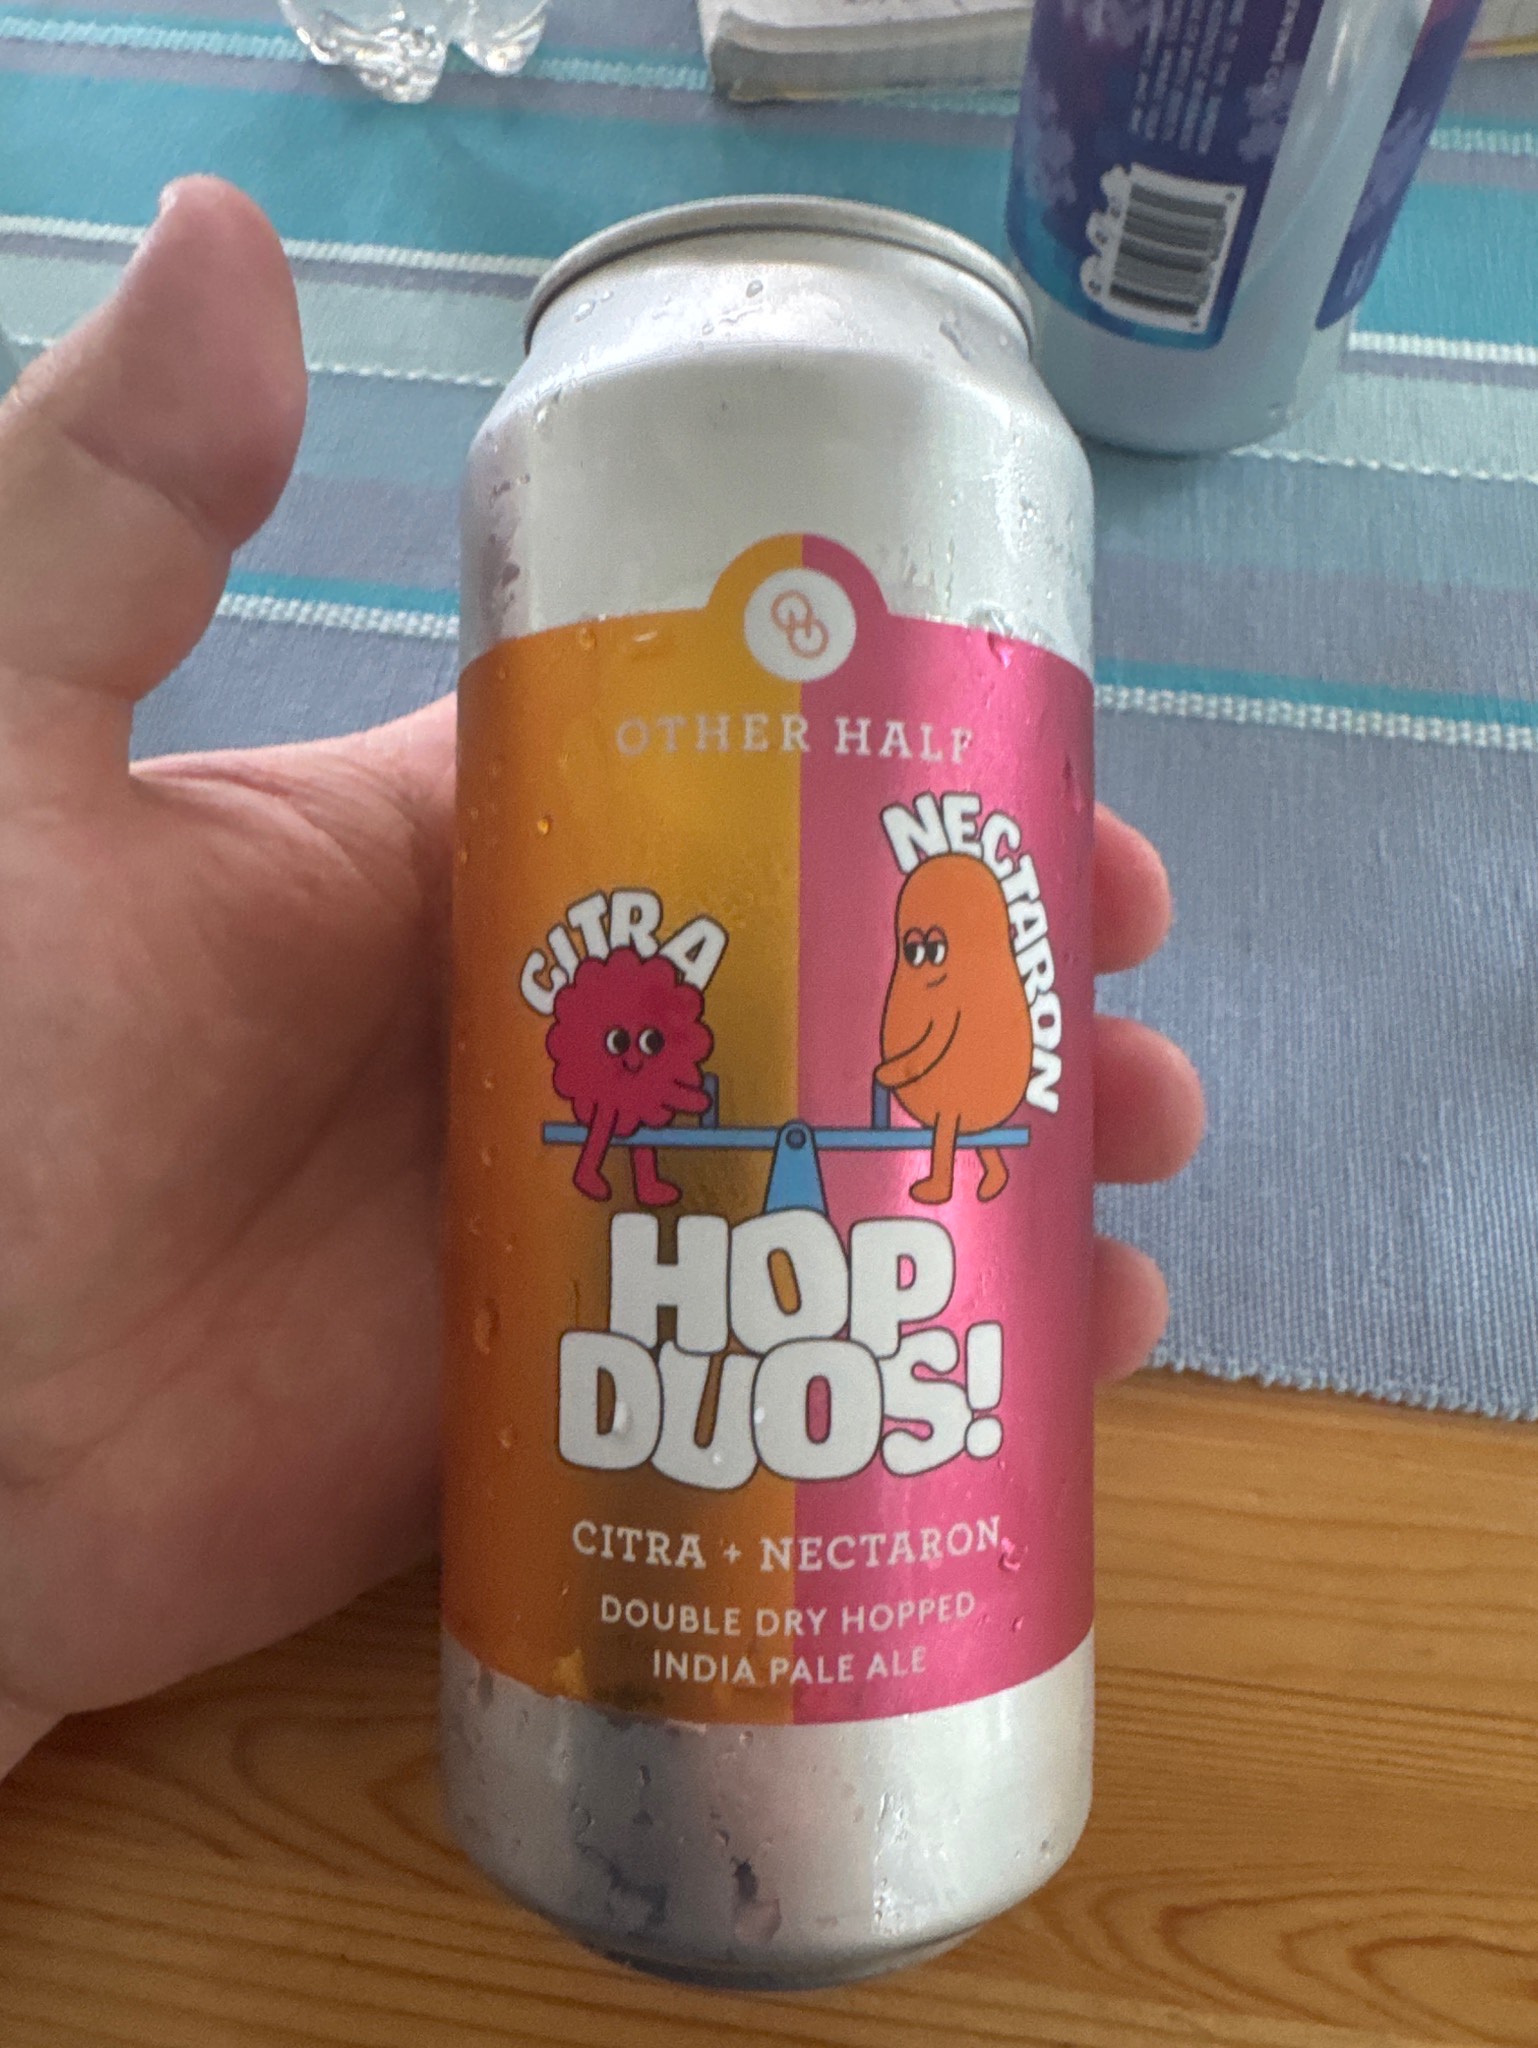 OTHER HALF
CITRA
NECTARON
HOP
DUOS!
CITRA + NECTARON
DOUBLE DRY HOPPED
INDIA PALE ALE